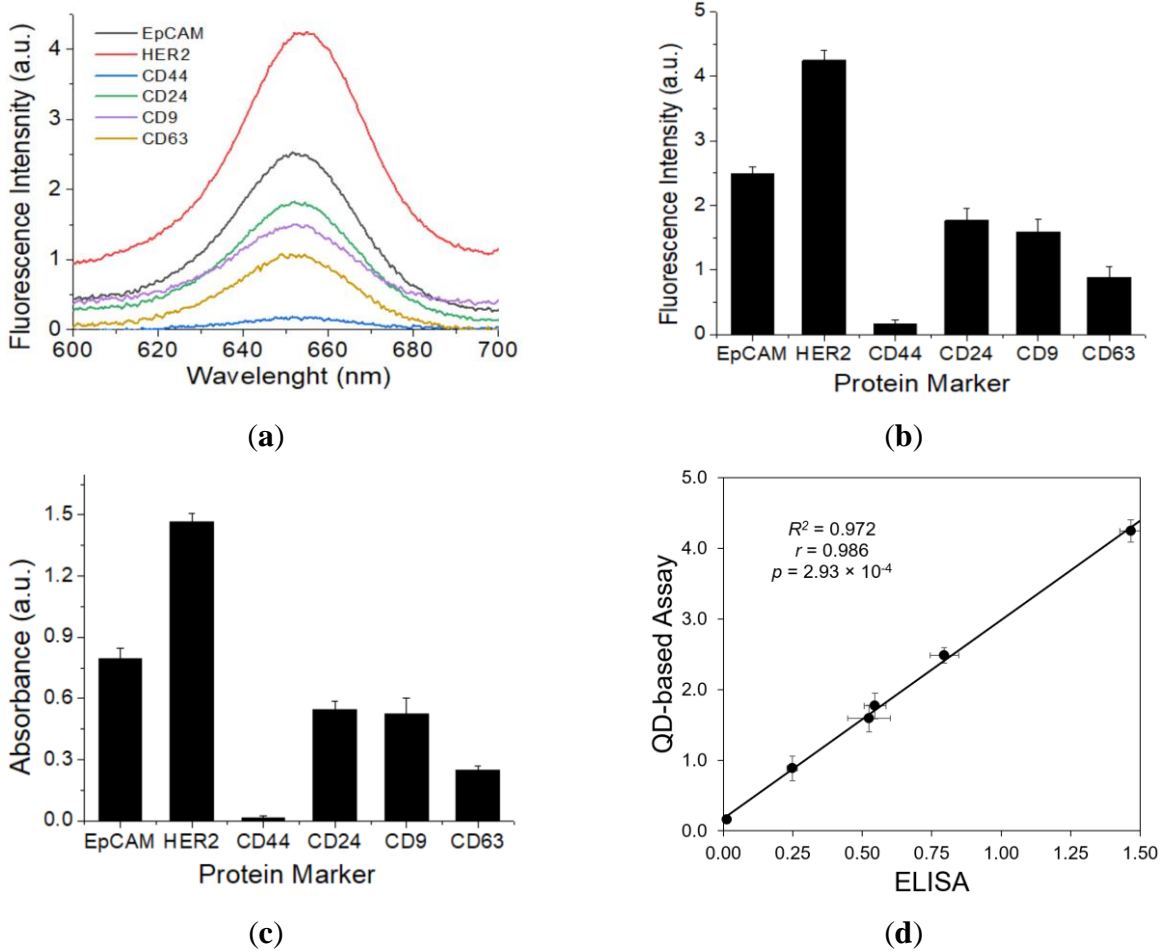 Fluorescence Intensnity (a.u.)
4
3
2
1
0
EpCAM
HER2
CD44
CD24
CD9
CD63
600 620 640 660 680 700
Wavelenght (nm)
(a)
Fluorescence Intensity (a.u.)
5
4
3
2
1
0
EpCAM HER2 CD44 CD24 CD9 CD63
Protein Marker
(b)
Absorbance (a.u.)
1.5
1.2
0.9
0.6
0.3
0.0
EpCAM HER2 CD44 CD24 CD9 CD63
Protein Marker
(c)
QD-based Assay
5.0
4.0
3.0
2.0
1.0
0.0
R² = 0.972
r = 0.986
p = 2.93 × 10⁻⁴
0.00 0.25 0.50 0.75 1.00 1.25 1.50
ELISA
(d)